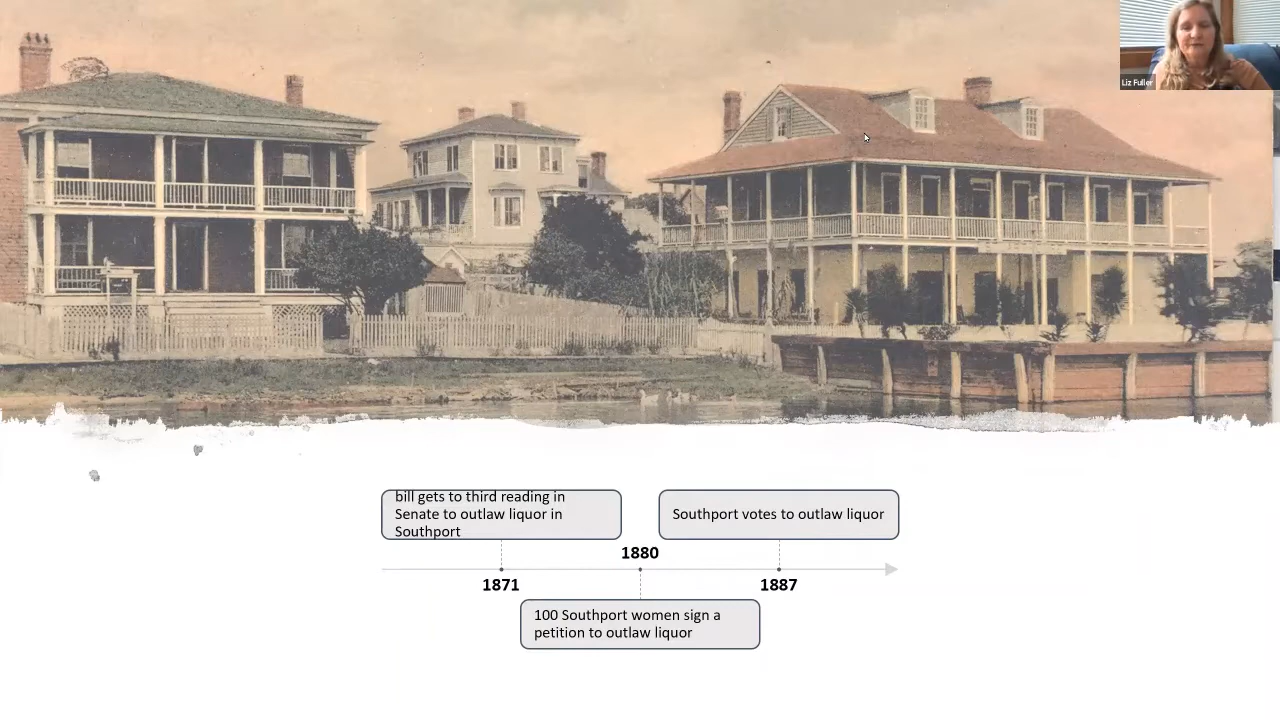 Liz Fuller
bill gets to third reading in
Senate to outlaw liquor in
Southport
Southport votes to outlaw liquor
1880
1871
1887
100 Southport women sign a
petition to outlaw liquor